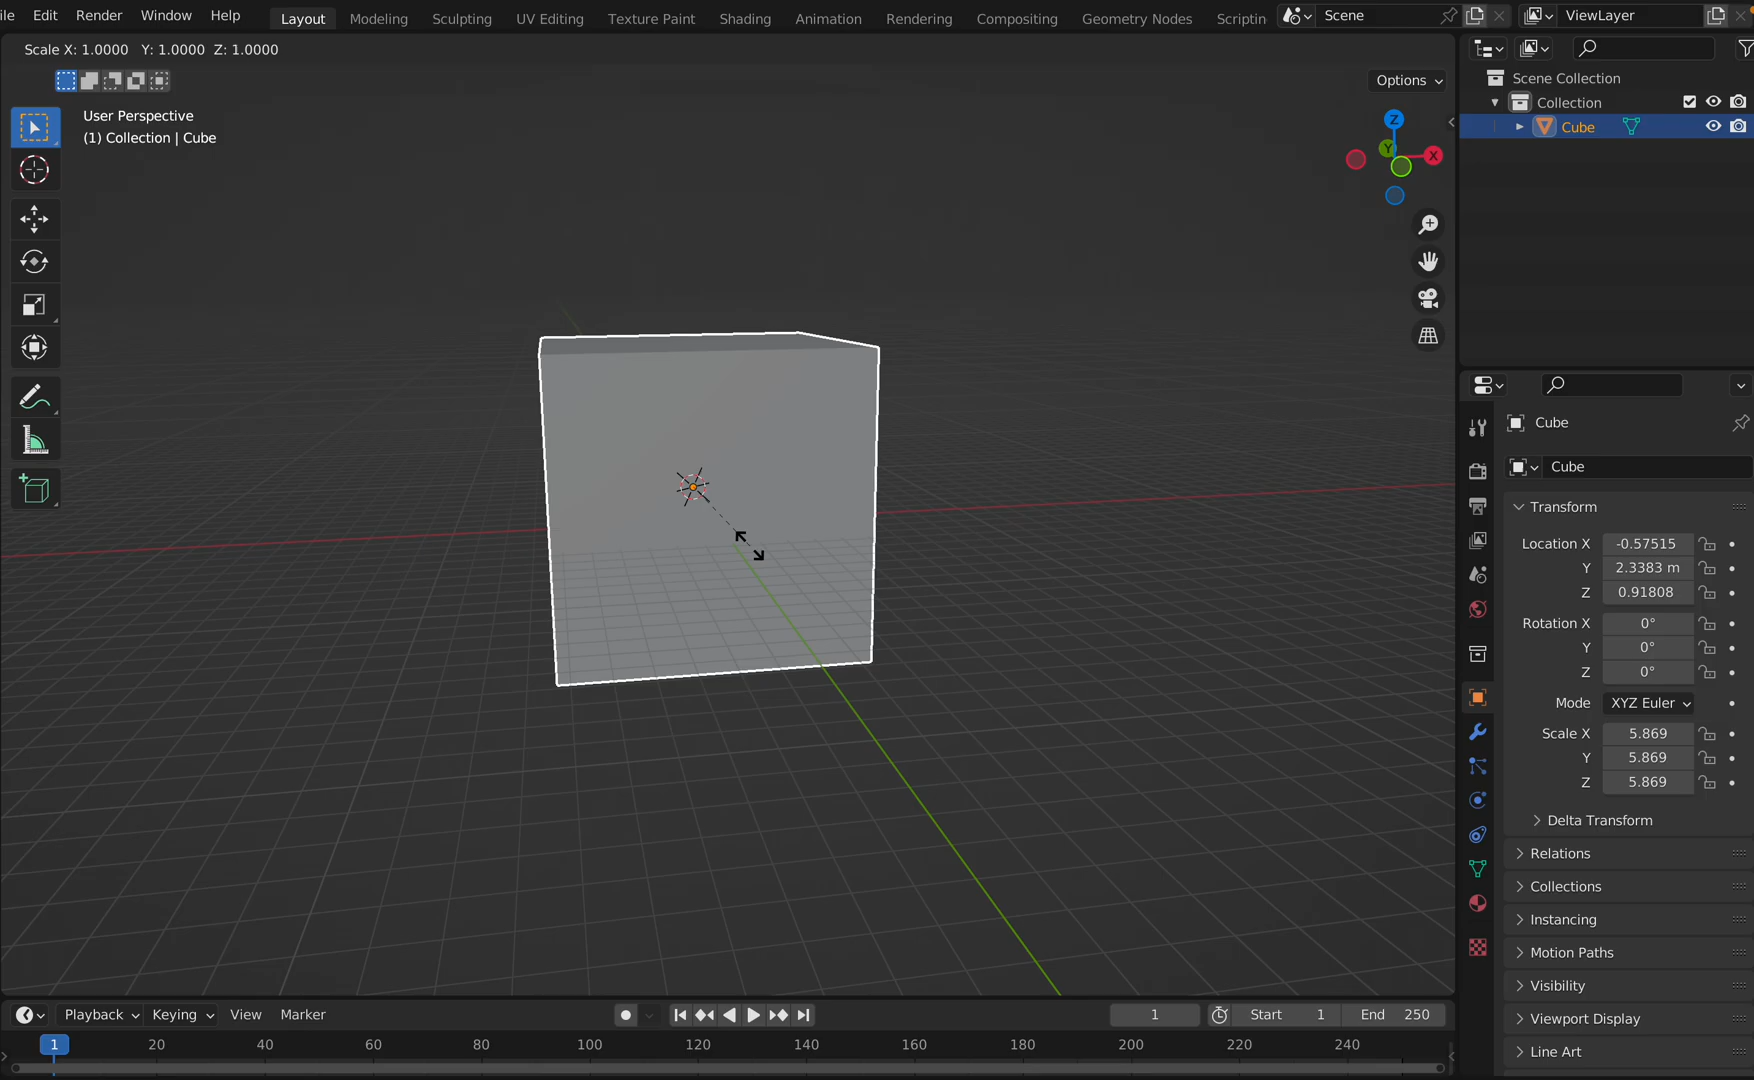 le Edit Render Window Help Layout Modeling Sculpting UV Editing Texture Paint Shading Animation Rendering Compositing Geometry Nodes Scriptin Scene ViewLayer
Scale X: 1.0000 Y: 1.0000 Z: 1.0000
Options
User Perspective
(1) Collection | Cube
Z
Y
X
Scene Collection
Collection
Cube
Cube
Cube
Transform
Location X -0.57515
Y 2.3383 m
Z 0.91808
Rotation X 0°
Y 0°
Z 0°
Mode XYZ Euler
Scale X 5.869
Y 5.869
Z 5.869
Delta Transform
Relations
Collections
Instancing
Motion Paths
Visibility
Viewport Display
Line Art
Playback Keying View Marker 1 Start 1 End 250
1 20 40 60 80 100 120 140 160 180 200 220 240